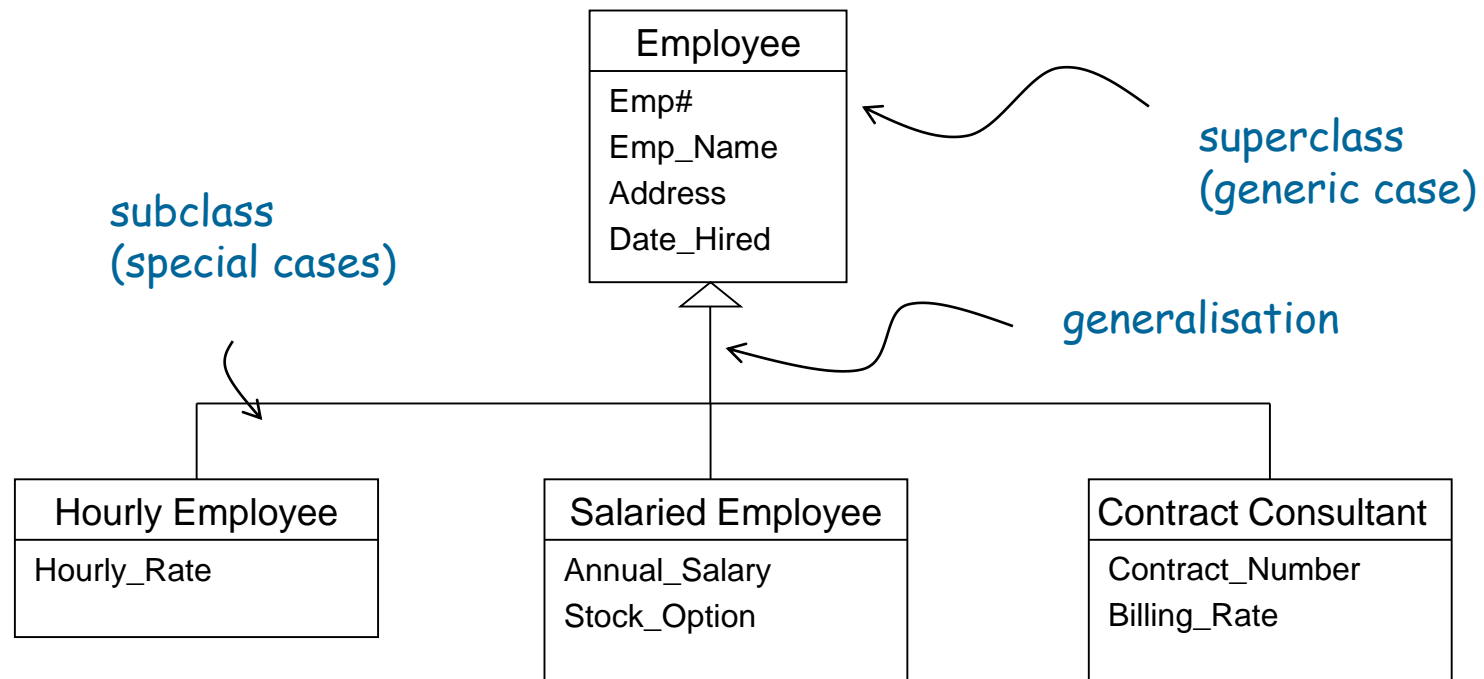 Employee
Emp#
Emp_Name
Address
Date_Hired
superclass
(generic case)
subclass
(special cases)
generalisation
Hourly Employee
Hourly_Rate
Salaried Employee
Annual_Salary
Stock_Option
Contract Consultant
Contract_Number
Billing_Rate